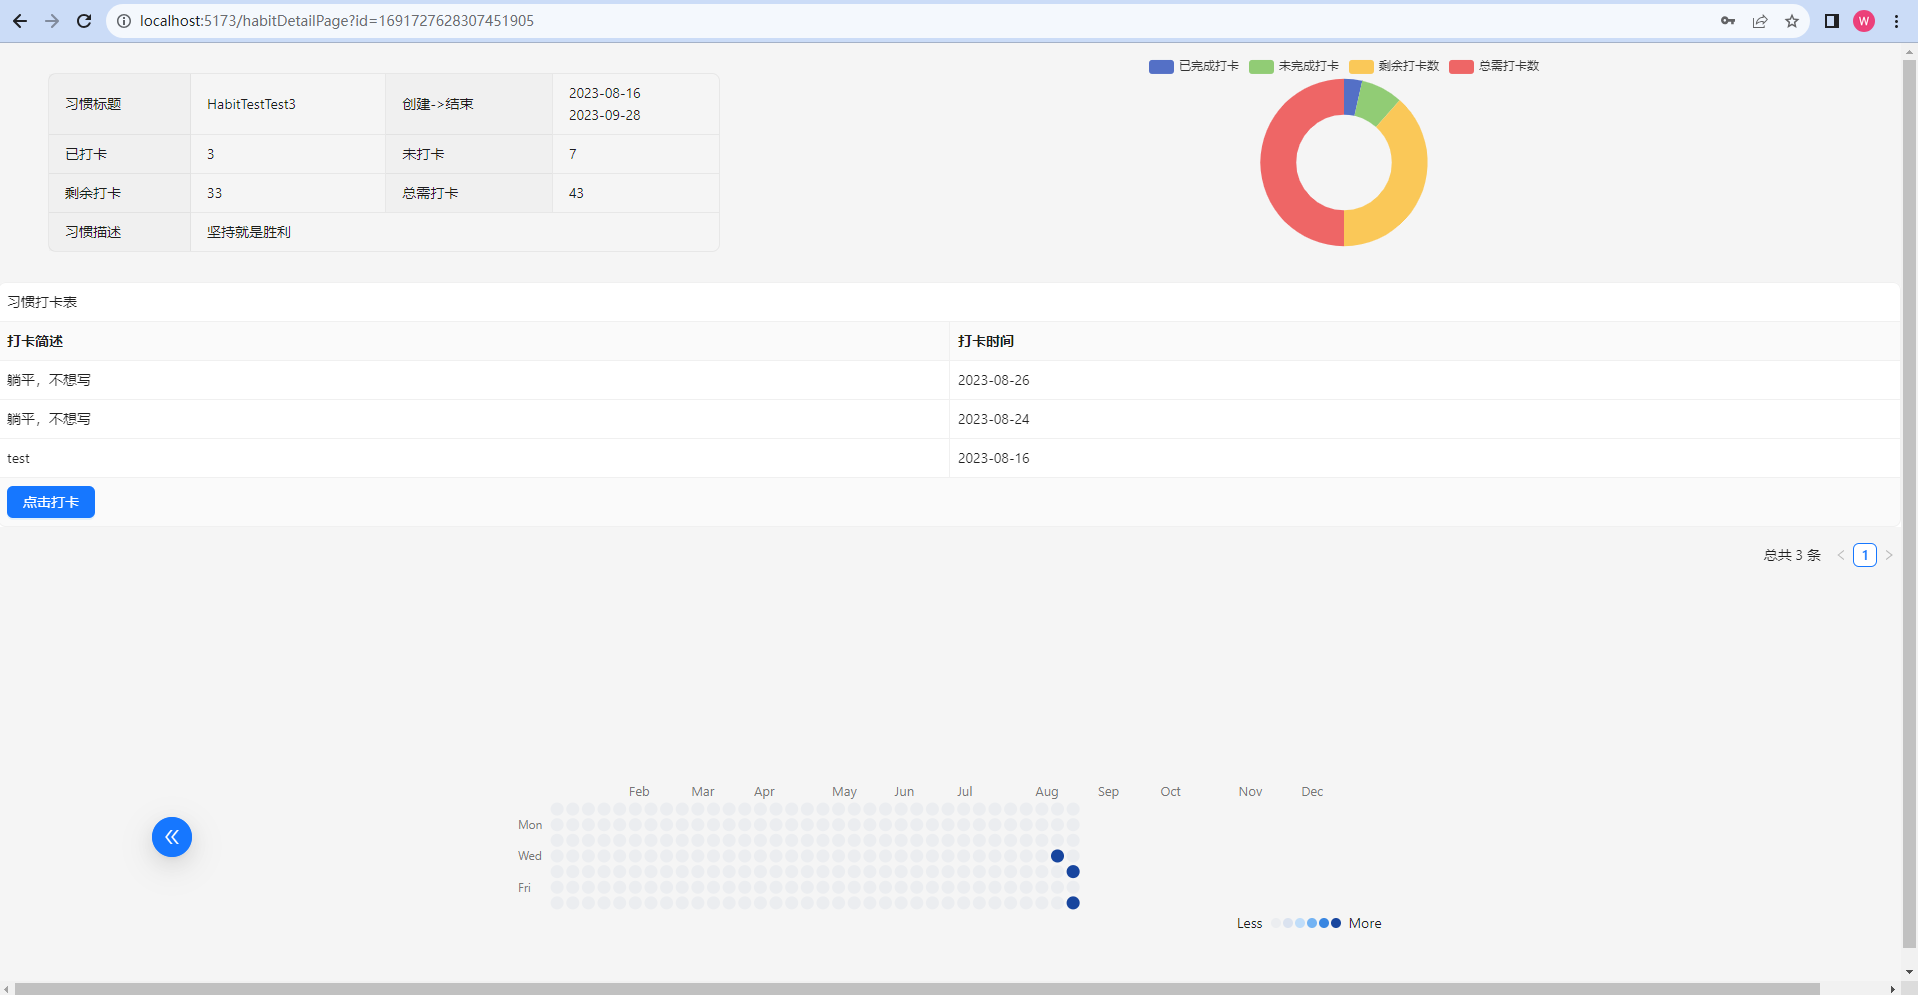 localhost:5173/habitDetailPage?id=1691727628307451905
W
已完成打卡 未完成打卡 剩余打卡数 总需打卡数
习惯标题 HabitTestTest3 创建->结束 2023-08-16
2023-09-28
已打卡 3 未打卡 7
剩余打卡 33 总需打卡 43
习惯描述 坚持就是胜利
习惯打卡表
打卡简述 打卡时间
躺平，不想写 2023-08-26
躺平，不想写 2023-08-24
test 2023-08-16
点击打卡
总共 3 条 < 1 >
Feb Mar Apr May Jun Jul Aug Sep Oct Nov Dec
Mon
Wed
Fri
Less More